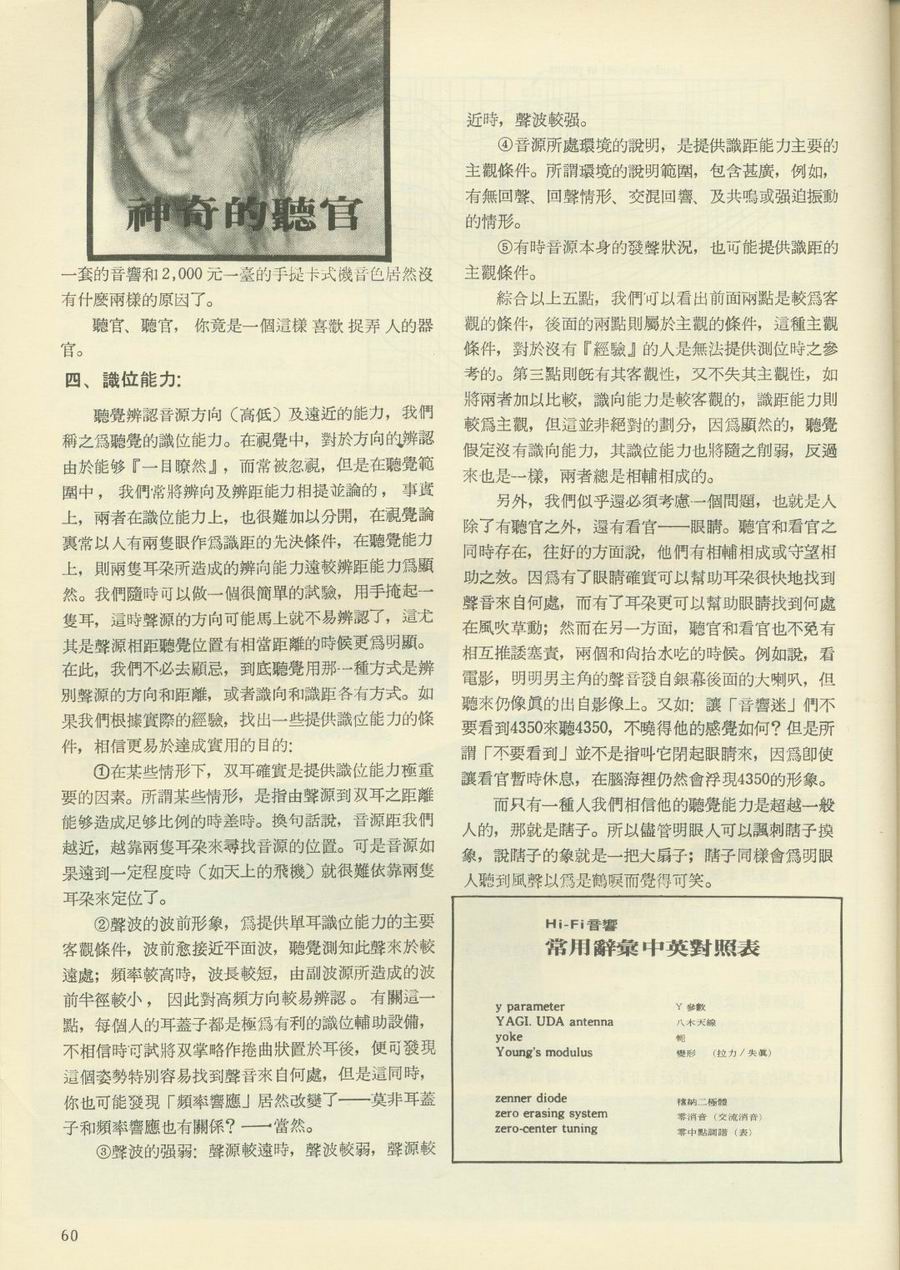 神奇的聽官
一套的音響和2,000元一臺的手提卡式機音色居然沒
有什麼兩樣的原因了。
聽官、聽官，你竟是一個這樣喜歡捉弄人的器
官。
四、識位能力：
聽覺辨認音源方向（高低）及遠近的能力，我們
稱之爲聽覺的識位能力。在視覺中，對於方向的辨認
由於能够『一目瞭然』，而常被忽視，但是在聽覺範
圍中，我們常將辨向及辨距能力相提並論的，事實
上，兩者在識位能力上，也很難加以分開，在視覺論
裏常以人有兩隻眼作爲識距的先決條件，在聽覺能力
上，則兩隻耳朶所造成的辨向能力遠較辨距能力爲顯
然。我們隨時可以做一個很簡單的試驗，用手掩起一
隻耳，這時聲源的方向可能馬上就不易辨認了，這尤
其是聲源相距聽覺位置有相當距離的時候更爲明顯。
在此，我們不必去顧忌，到底聽覺用那一種方式是辨
別聲源的方向和距離，或者識向和識距各有方式。如
果我們根據實際的經驗，找出一些提供識位能力的條
件，相信更易於達成實用的目的：
①在某些情形下，双耳確實是提供識位能力極重
要的因素。所謂某些情形，是指由聲源到双耳之距離
能够造成足够比例的時差時。換句話說，音源距我們
越近，越靠兩隻耳朶來尋找音源的位置。可是音源如
果遠到一定程度時（如天上的飛機）就很難依靠兩隻
耳朶來定位了。
②聲波的波前形象，爲提供單耳識位能力的主要
客觀條件，波前愈接近平面波，聽覺測知此聲來於較
遠處；頻率較高時，波長較短，由副波源所造成的波
前半徑較小，因此對高頻方向較易辨認。有關這一
點，每個人的耳蓋子都是極爲有利的識位輔助設備，
不相信時可試將双掌略作捲曲狀置於耳後，便可發現
這個姿勢特別容易找到聲音來自何處，但是這同時，
你也可能發現「頻率響應」居然改變了——莫非耳蓋
子和頻率響應也有關係？——當然。
③聲波的强弱：聲源較遠時，聲波較弱，聲源較
近時，聲波較强。
④音源所處環境的說明，是提供識距能力主要的
主觀條件。所謂環境的說明範圍，包含甚廣，例如，
有無回聲、回聲情形、交混回響、及共鳴或强迫振動
的情形。
⑤有時音源本身的發聲狀況，也可能提供識距的
主觀條件。
綜合以上五點，我們可以看出前面兩點是較爲客
觀的條件，後面的兩點則屬於主觀的條件，這種主觀
條件，對於沒有『經驗』的人是無法提供測位時之參
考的。第三點則旣有其客觀性，又不失其主觀性，如
將兩者加以比較，識向能力是較客觀的，識距能力則
較爲主觀，但這並非絕對的劃分，因爲顯然的，聽覺
假定沒有識向能力，其識位能力也將隨之削弱，反過
來也是一樣，兩者總是相輔相成的。
另外，我們似乎還必須考慮一個問題，也就是人
除了有聽官之外，還有看官——眼睛。聽官和看官之
同時存在，往好的方面說，他們有相輔相成或守望相
助之效。因爲有了眼睛確實可以幫助耳朶很快地找到
聲音來自何處，而有了耳朶更可以幫助眼睛找到何處
在風吹草動；然而在另一方面，聽官和看官也不免有
相互推諉塞責，兩個和尙抬水吃的時候。例如說，看
電影，明明男主角的聲音發自銀幕後面的大喇叭，但
聽來仍像眞的出自影像上。又如：讓「音響迷」們不
要看到4350來聽4350，不曉得他的感覺如何？但是所
謂「不要看到」並不是指叫它閉起眼睛來，因爲卽使
讓看官暫時休息，在腦海裡仍然會浮現4350的形象。
而只有一種人我們相信他的聽覺能力是超越一般
人的，那就是瞎子。所以儘管明眼人可以諷刺瞎子摸
象，說瞎子的象就是一把大扇子；瞎子同樣會爲明眼
人聽到風聲以爲是鶴唳而覺得可笑。
Hi-Fi音響
常用辭彙中英對照表
y parameter Y 參數
YAGI. UDA antenna 八木天線
yoke 軛
Young's modulus 變形 （拉力／失眞）
zenner diode 稽納二極體
zero erasing system 零消音（交流消音）
zero-center tuning 零中點調諧（表）
60